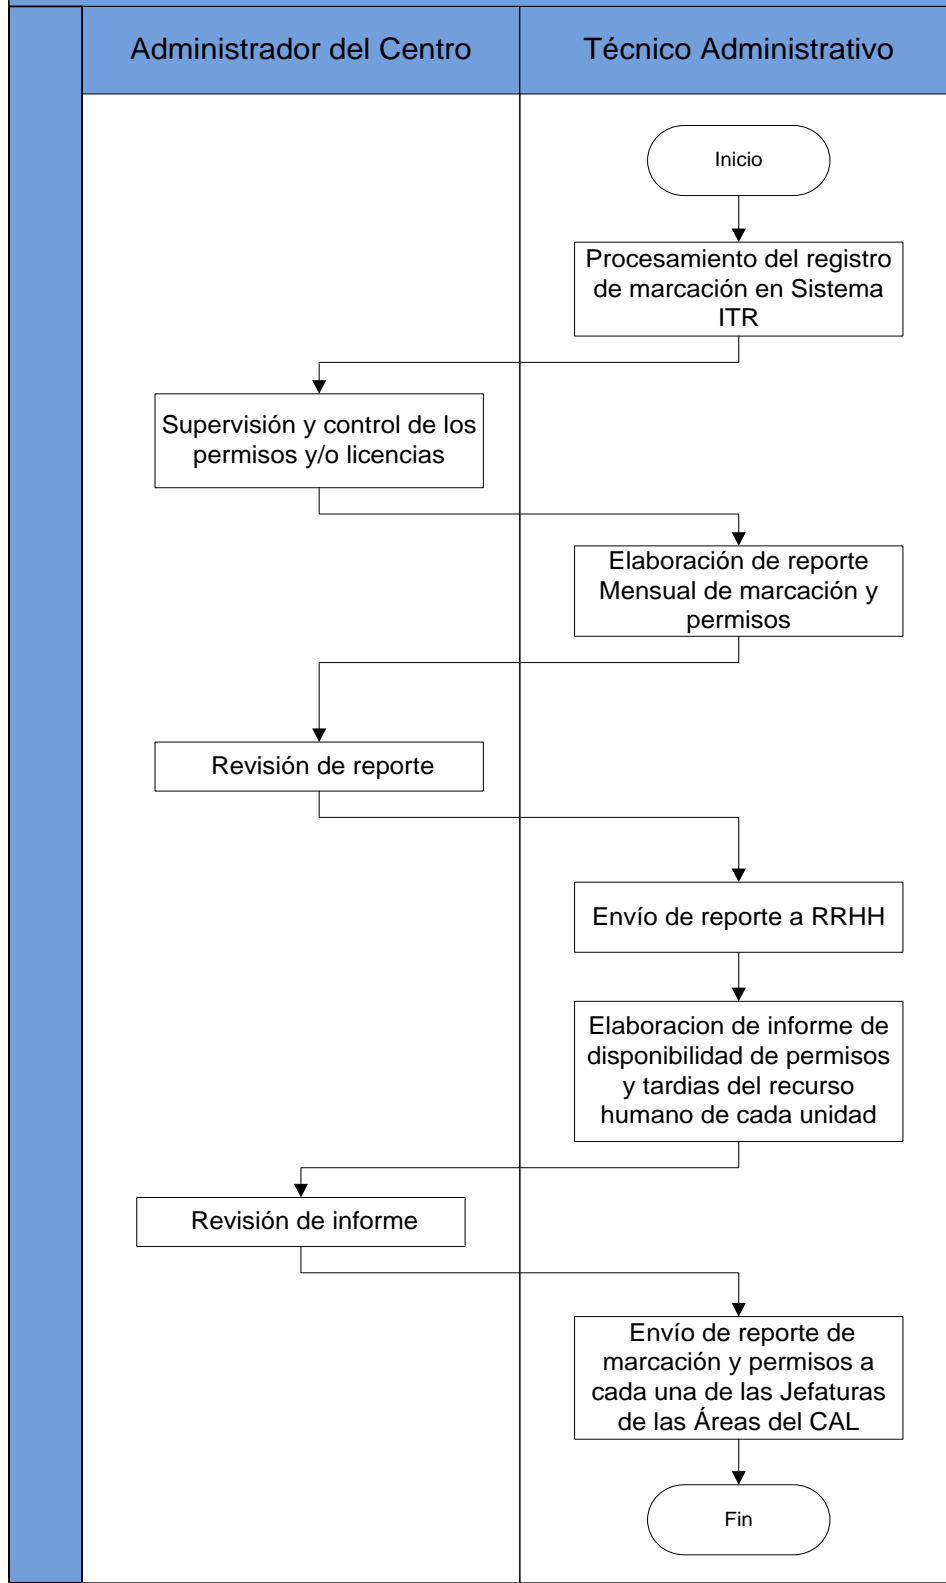 Administrador del Centro
Técnico Administrativo
Inicio
Procesamiento del registro
de marcación en Sistema
ITR
Supervisión y control de los
permisos y/o licencias
Elaboración de reporte
Mensual de marcación y
permisos
Revisión de reporte
Envío de reporte a RRHH
Elaboracion de informe de
disponibilidad de permisos
y tardias del recurso
humano de cada unidad
Revisión de informe
Envío de reporte de
marcación y permisos a
cada una de las Jefaturas
de las Áreas del CAL
Fin